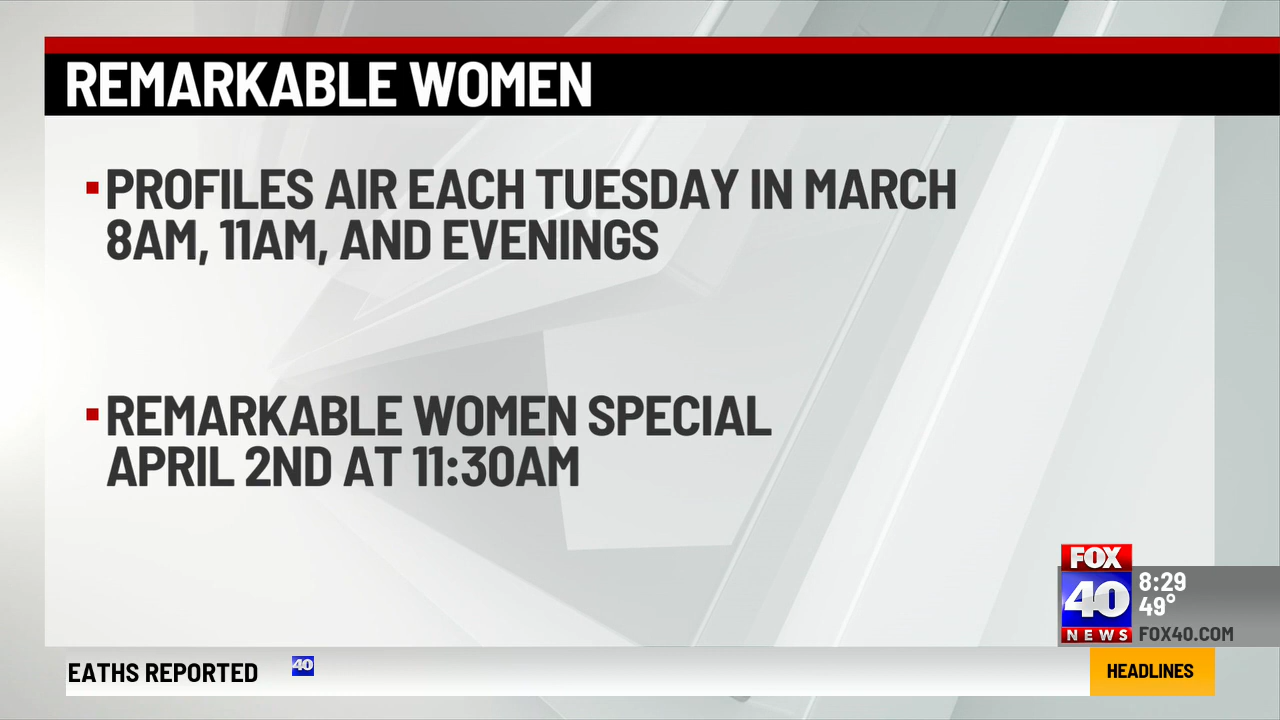 REMARKABLE WOMEN
PROFILES AIR EACH TUESDAY IN MARCH
8AM, 11AM, AND EVENINGS
REMARKABLE WOMEN SPECIAL
APRIL 2ND AT 11:30AM
FOX
40
NEWS
8:29
49°
FOX40.COM
EATHS REPORTED
40
HEADLINES